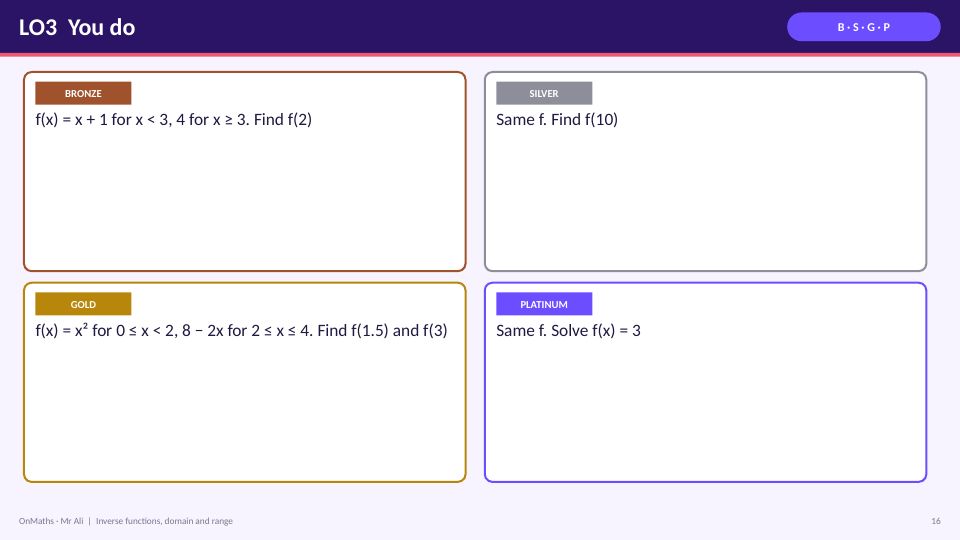 LO3 You do
B · S · G · P
BRONZE
f(x) = x + 1 for x < 3, 4 for x ≥ 3. Find f(2)
SILVER
Same f. Find f(10)
GOLD
f(x) = x² for 0 ≤ x < 2, 8 − 2x for 2 ≤ x ≤ 4. Find f(1.5) and f(3)
PLATINUM
Same f. Solve f(x) = 3
OnMaths · Mr Ali | Inverse functions, domain and range
16